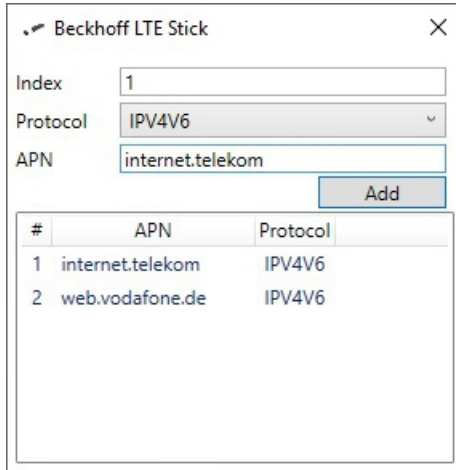 Beckhoff LTE Stick
Index 1
Protocol IPV4V6
APN internet.telekom
Add
# APN Protocol
1 internet.telekom IPV4V6
2 web.vodafone.de IPV4V6